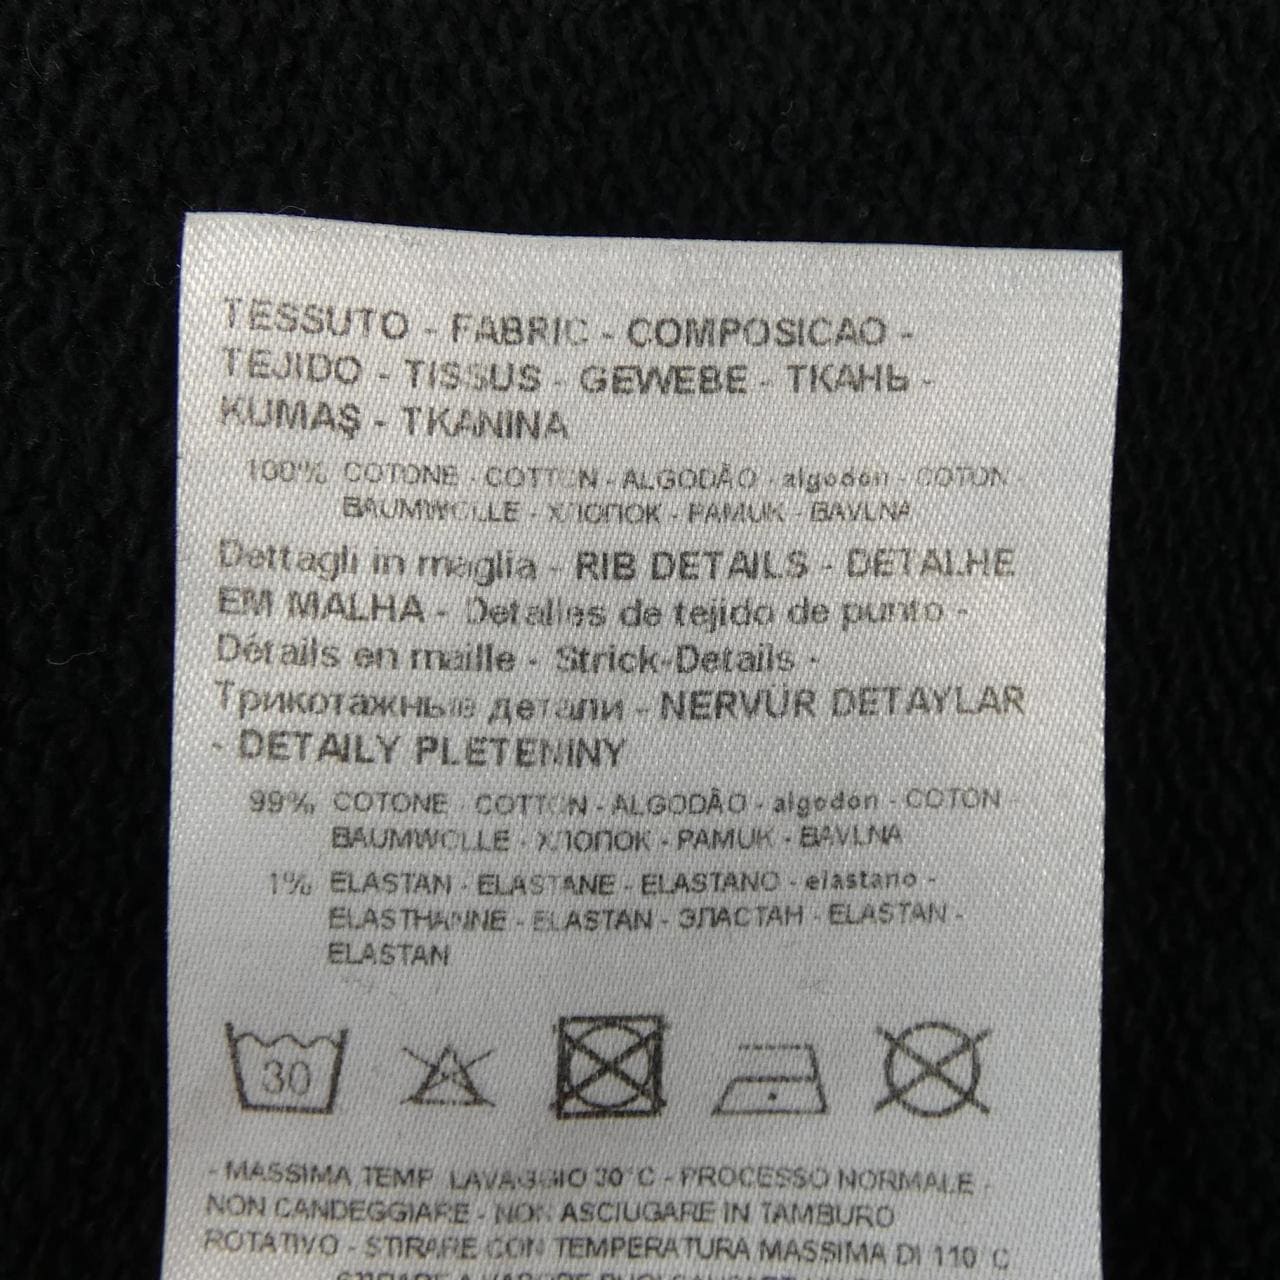 TESSUTO - FABRIC - COMPOSICAO -
TEJIDO - TISSUS - GEWEBE - ТКАНЬ -
KUMAŞ - TKANINA
100% COTONE - COTTON - ALGODÃO - algodon - COTON
BAUMWOLLE - ХЛОПОК - PAMUK - BAVLNA
Dettagli in maglia - RIB DETAILS - DETALHE
EM MALHA - Detalles de tejido de punto -
Détails en maille - Strick-Details -
Трикотажные детали - NERVÜR DETAYLAR
- DETAILY PLETENINY
99% COTONE - COTTON - ALGODÃO - algodon - COTON
BAUMWOLLE - ХЛОПОК - PAMUK - BAVLNA
1% ELASTAN - ELASTANE - ELASTANO - elastano -
ELASTHANNE - ELASTAN - ЭЛАСТАН - ELASTAN -
ELASTAN
30
- MASSIMA TEMP. LAVAGGIO 30°C - PROCESSO NORMALE -
NON CANDEGGIARE - NON ASCIUGARE IN TAMBURO
ROTATIVO - STIRARE CON TEMPERATURA MASSIMA DI 110°C